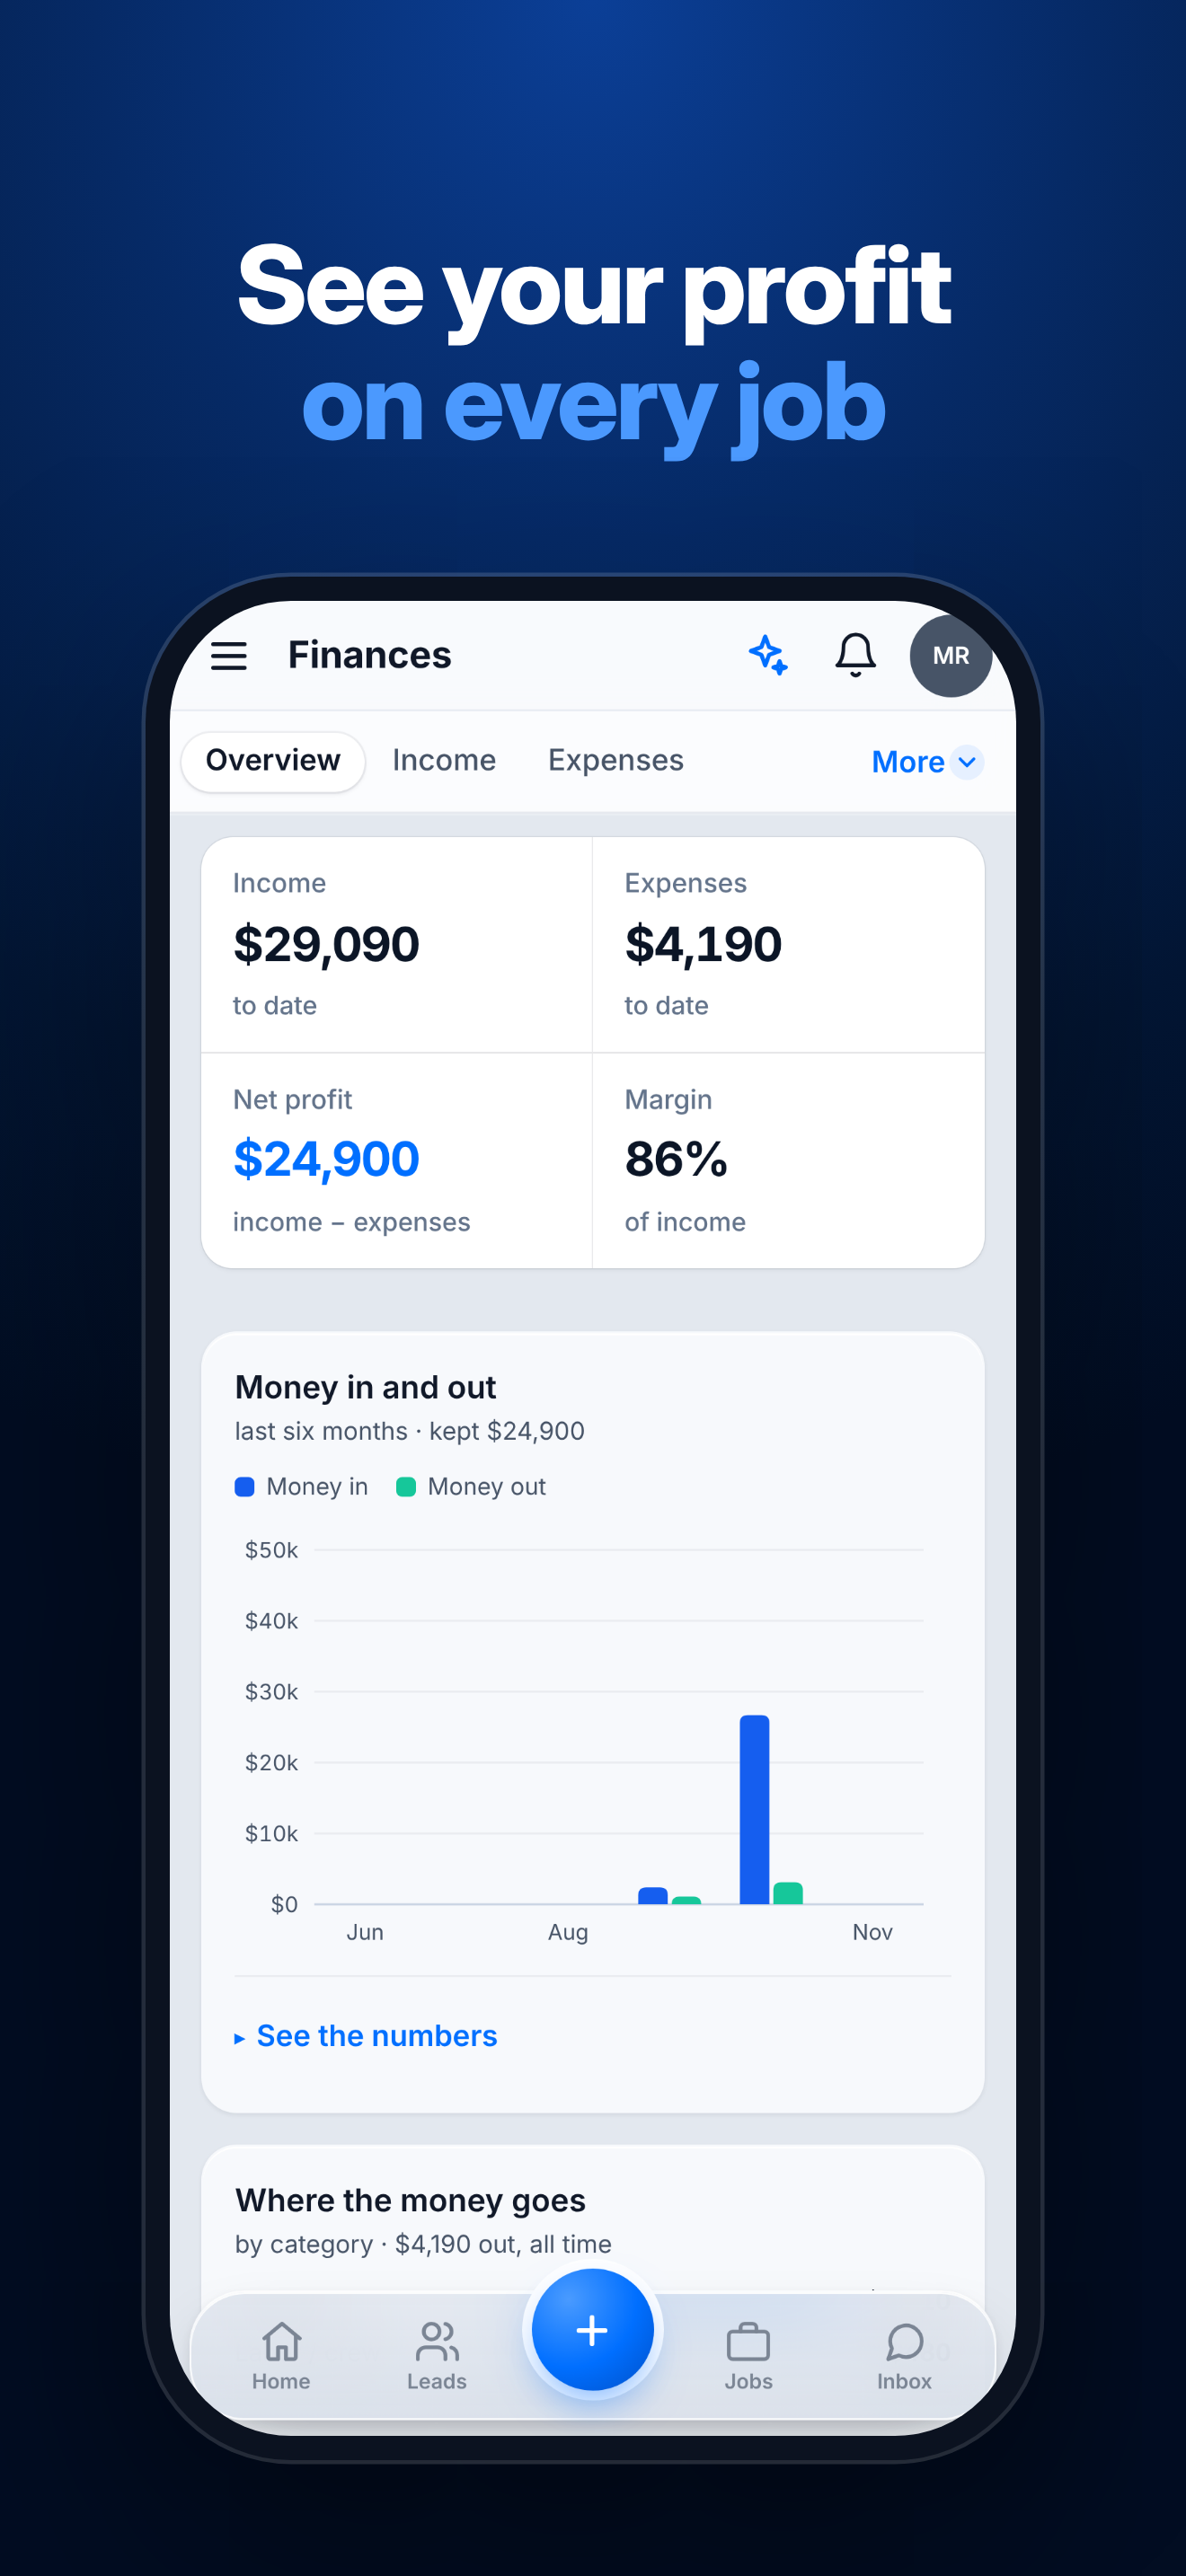 See your profit
on every job
Finances
MR
Overview Income Expenses More
Income Expenses
$29,090 $4,190
to date to date
Net profit Margin
$24,900 86%
income – expenses of income
Money in and out
last six months · kept $24,900
Money in Money out
$50k
$40k
$30k
$20k
$10k
$0
Jun Aug Nov
▸ See the numbers
Where the money goes
by category · $4,190 out, all time
Home Leads + Jobs Inbox